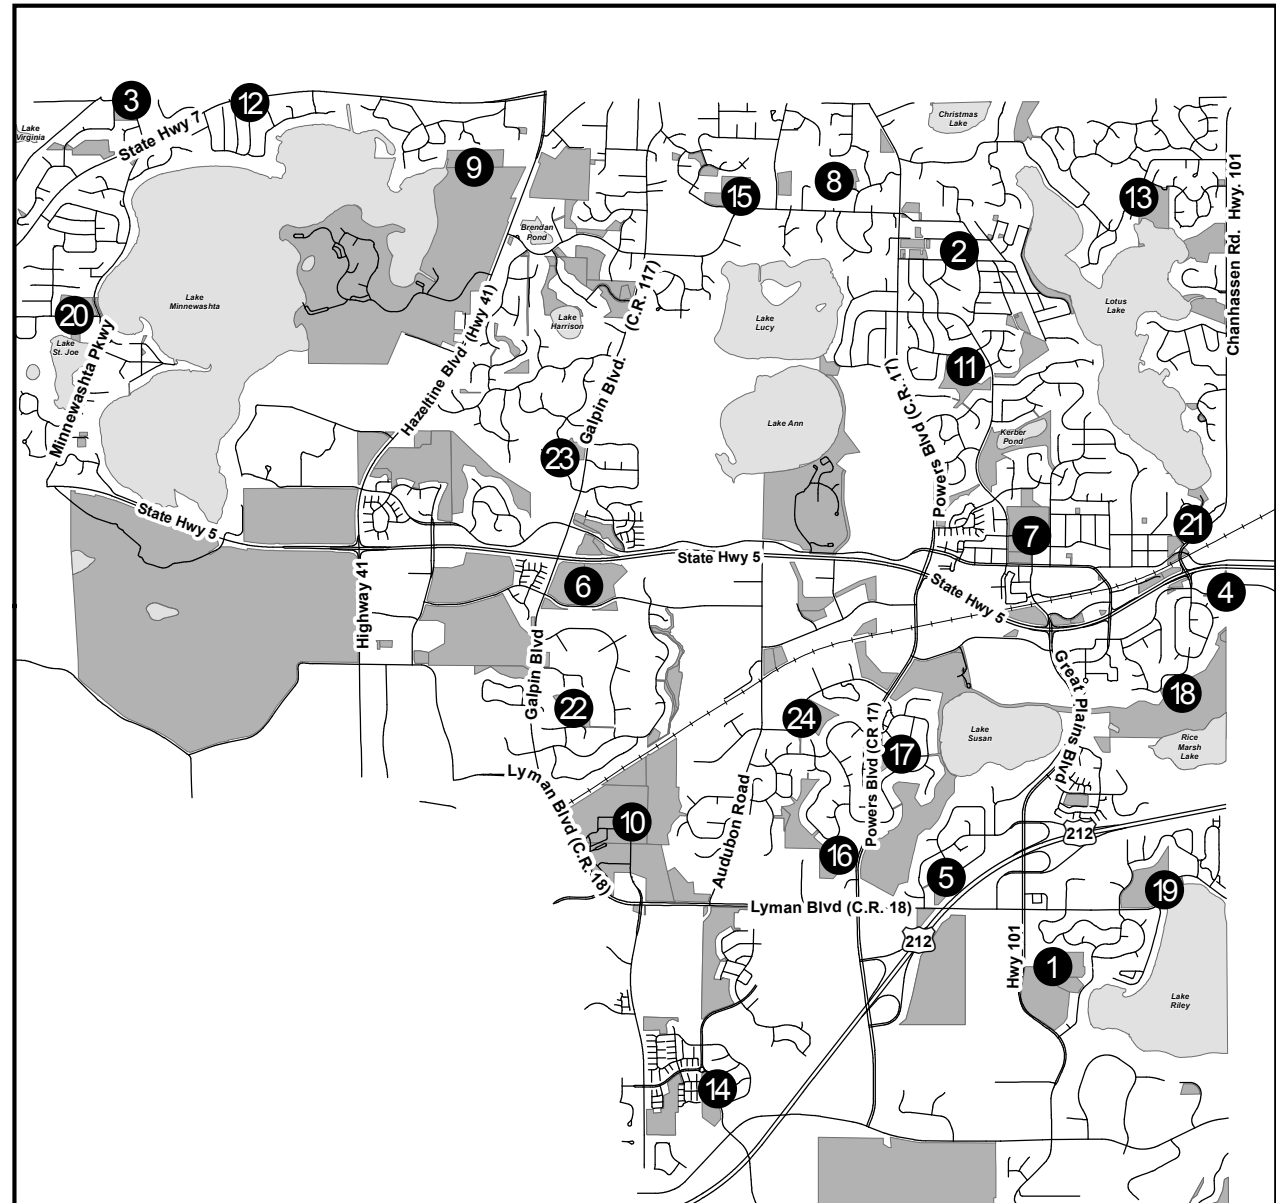 3
12
State Hwy 7
Lake
Virginia
9
15
8
Christmas
Lake
13
Chanhassen Rd. Hwy. 101
2
Brendan
Pond
Lake
Minnewashta
20
Lake
St. Joe
Minnewashta Pkwy
Hazeltine Blvd (Hwy 41)
Lake
Harrison
Galpin Blvd. (C.R. 117)
Lake
Lucy
Lotus
Lake
11
Powers Blvd (C.R. 17)
Lake Ann
Kerber
Pond
23
State Hwy 5
21
7
State Hwy 5
6
State Hwy 5
4
Highway 41
Galpin Blvd
22
24
17
Lake
Susan
Great Plains Blvd
18
Rice
Marsh
Lake
Powers Blvd (CR 17)
Lyman Blvd (C.R. 18)
10
Audubon Road
16
5
212
19
Lyman Blvd (C.R. 18)
212
Hwy 101
1
Lake
Riley
14